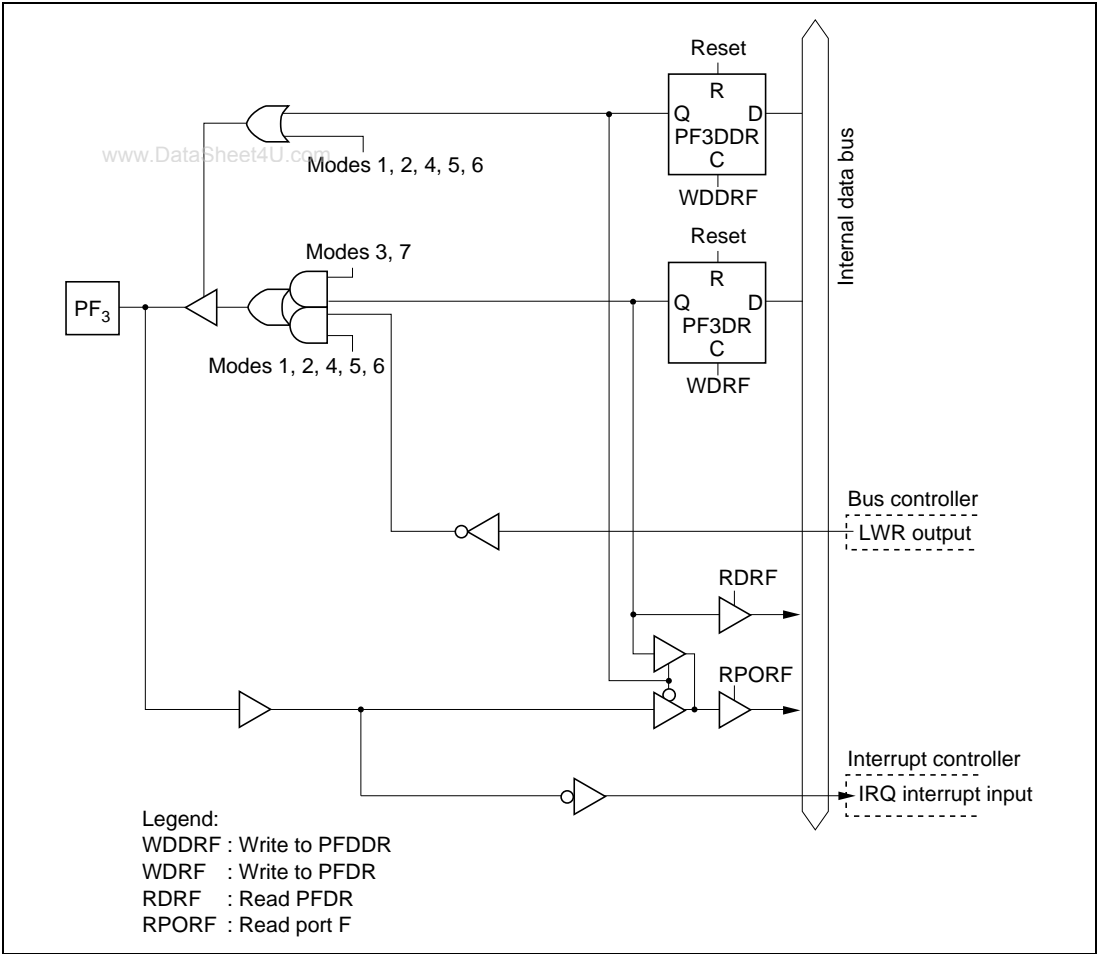 Reset
R
Q D
PF3DDR
C
WDDRF
www.DataSheet4U.com
Modes 1, 2, 4, 5, 6
Internal data bus
Reset
R
Q D
PF3DR
C
WDRF
Modes 3, 7
PF3
Modes 1, 2, 4, 5, 6
Bus controller
LWR output
RDRF
RPORF
Interrupt controller
IRQ interrupt input
Legend:
WDDRF : Write to PFDDR
WDRF : Write to PFDR
RDRF : Read PFDR
RPORF : Read port F